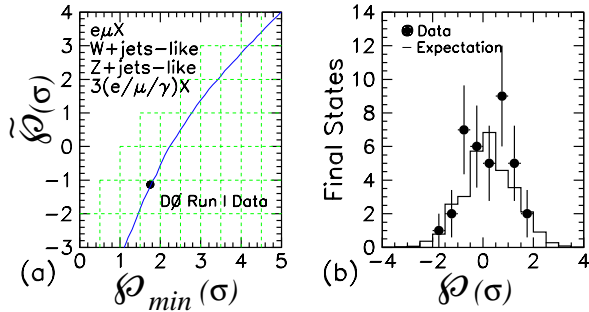 eμX
W+jets-like
Z+jets-like
3(e/μ/γ)X
DØ Run I Data
4
3
2
1
0
−1
−2
−3
0 1 2 3 4 5
℘̃(σ)
℘min (σ)
(a)
Data
Expectation
14
12
10
8
6
4
2
0
−4 −2 0 2 4
Final States
℘(σ)
(b)